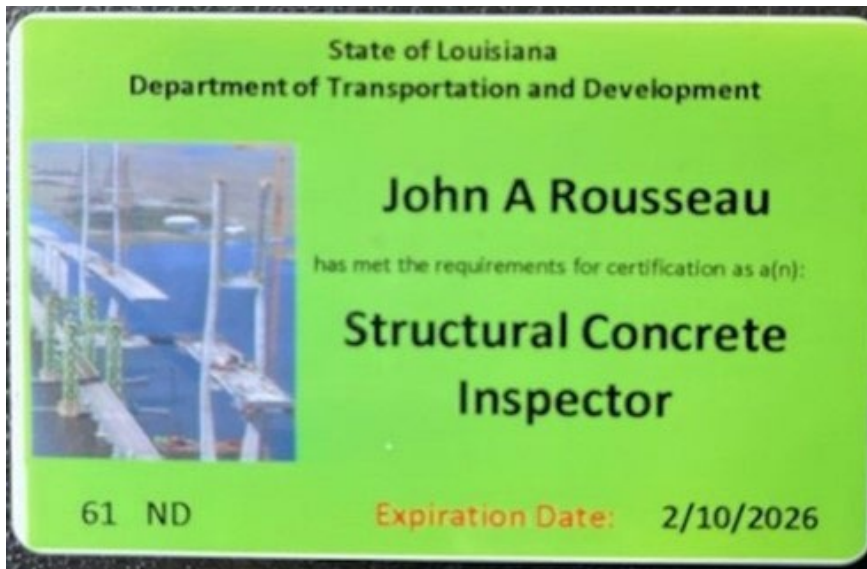 State of Louisiana
Department of Transportation and Development
John A Rousseau
has met the requirements for certification as a(n):
Structural Concrete
Inspector
61 ND
Expiration Date: 2/10/2026